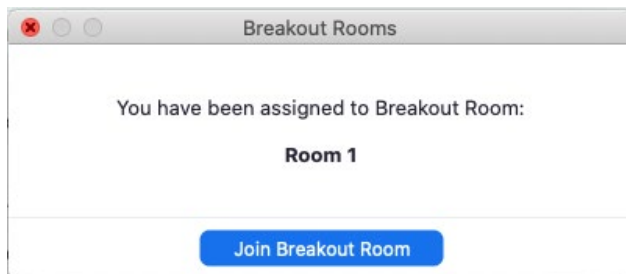 Breakout Rooms
You have been assigned to Breakout Room:
Room 1
Join Breakout Room